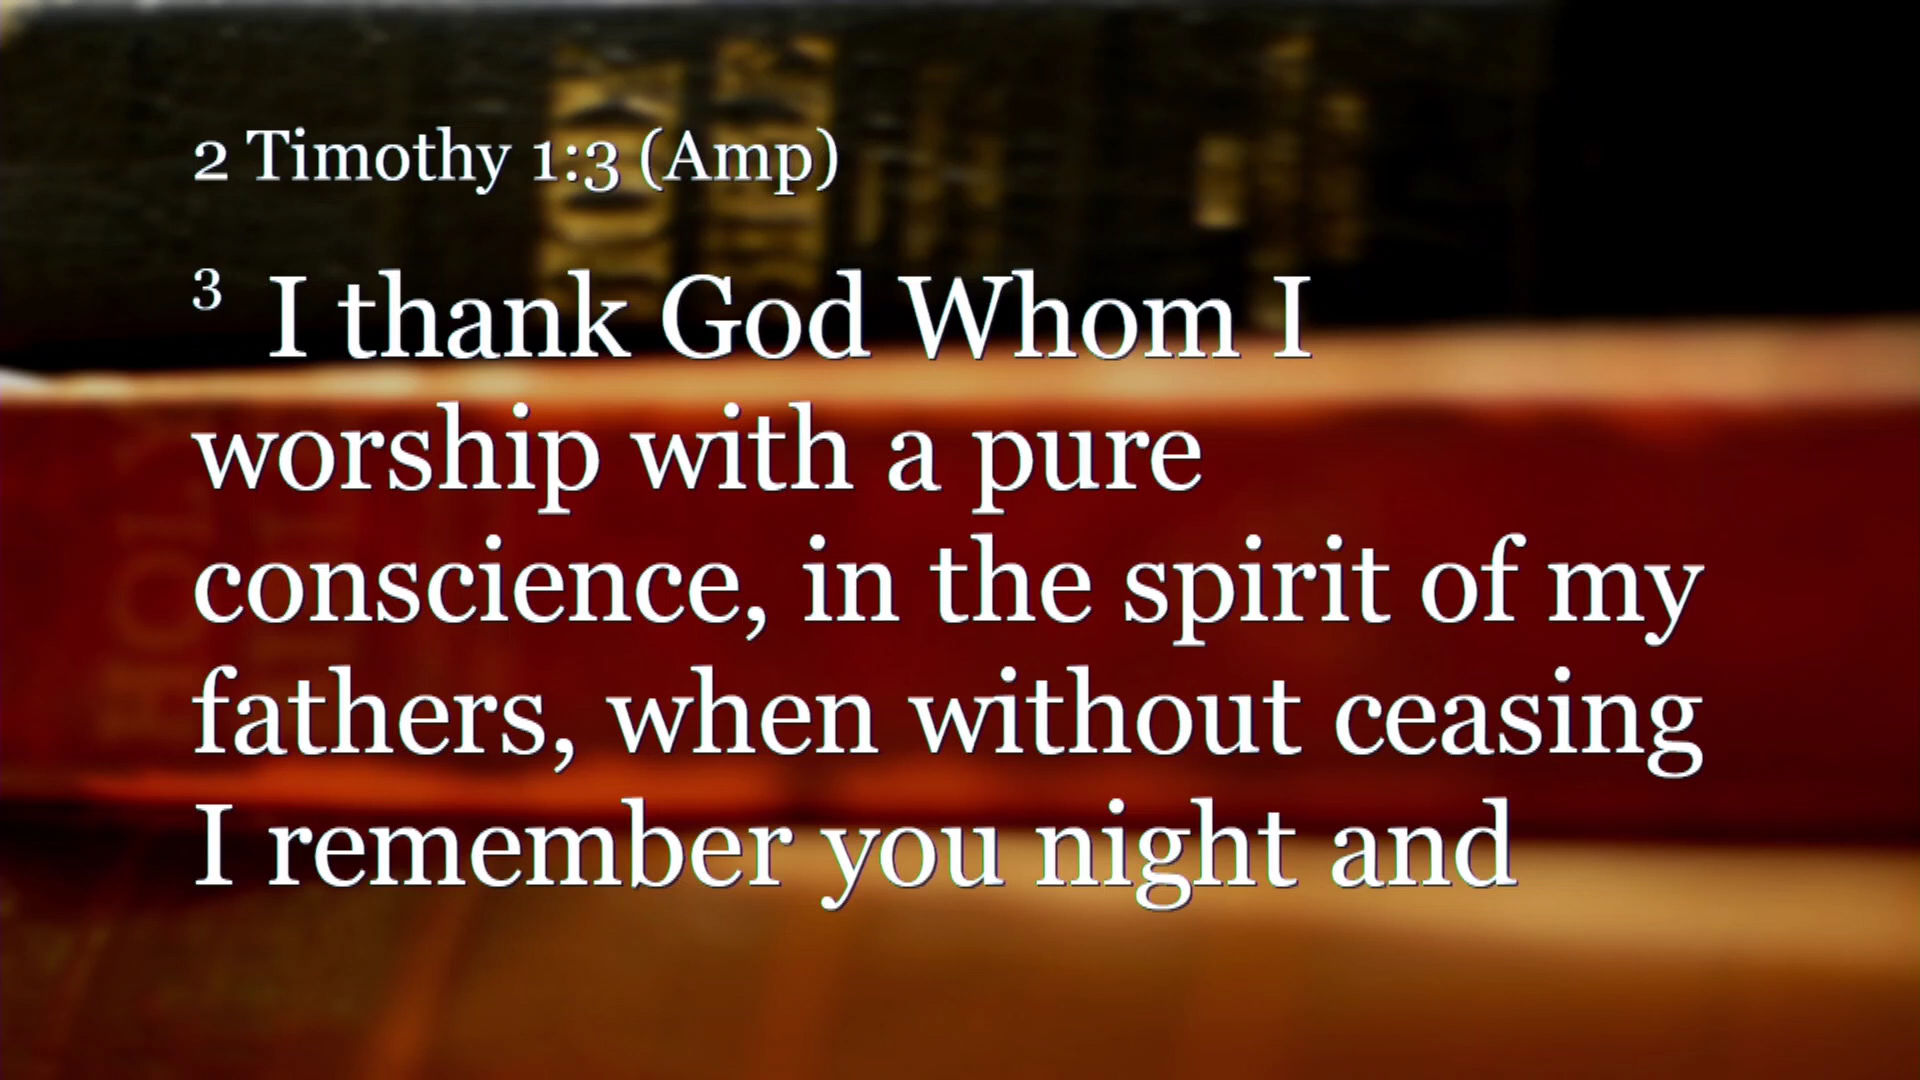 2 Timothy 1:3 (Amp)
3 I thank God Whom I
worship with a pure
conscience, in the spirit of my
fathers, when without ceasing
I remember you night and
HOLY